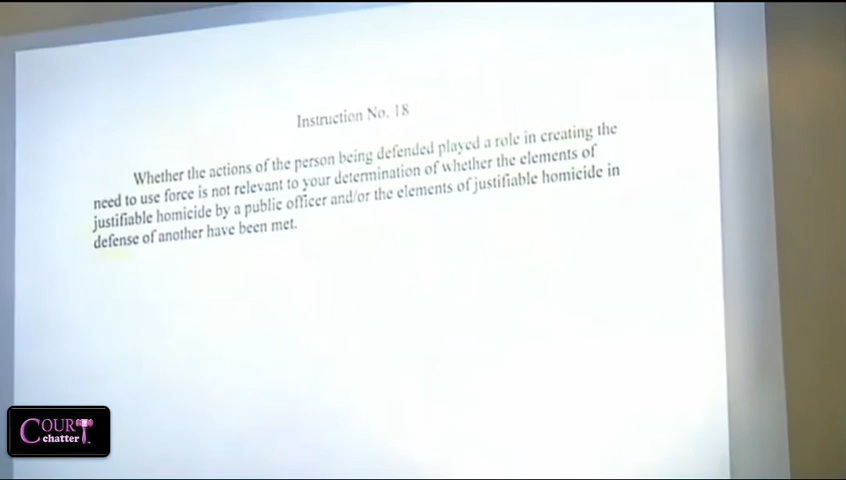 Instruction No. 18
Whether the actions of the person being defended played a role in creating the
need to use force is not relevant to your determination of whether the elements of
justifiable homicide by a public officer and/or the elements of justifiable homicide in
defense of another have been met.
COURT
chatter